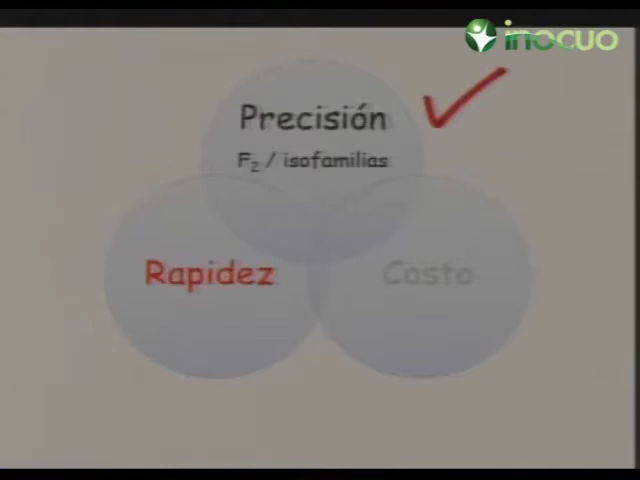 inocuo
Precisión
F₂ / isofamilias
Rapidez
Costo